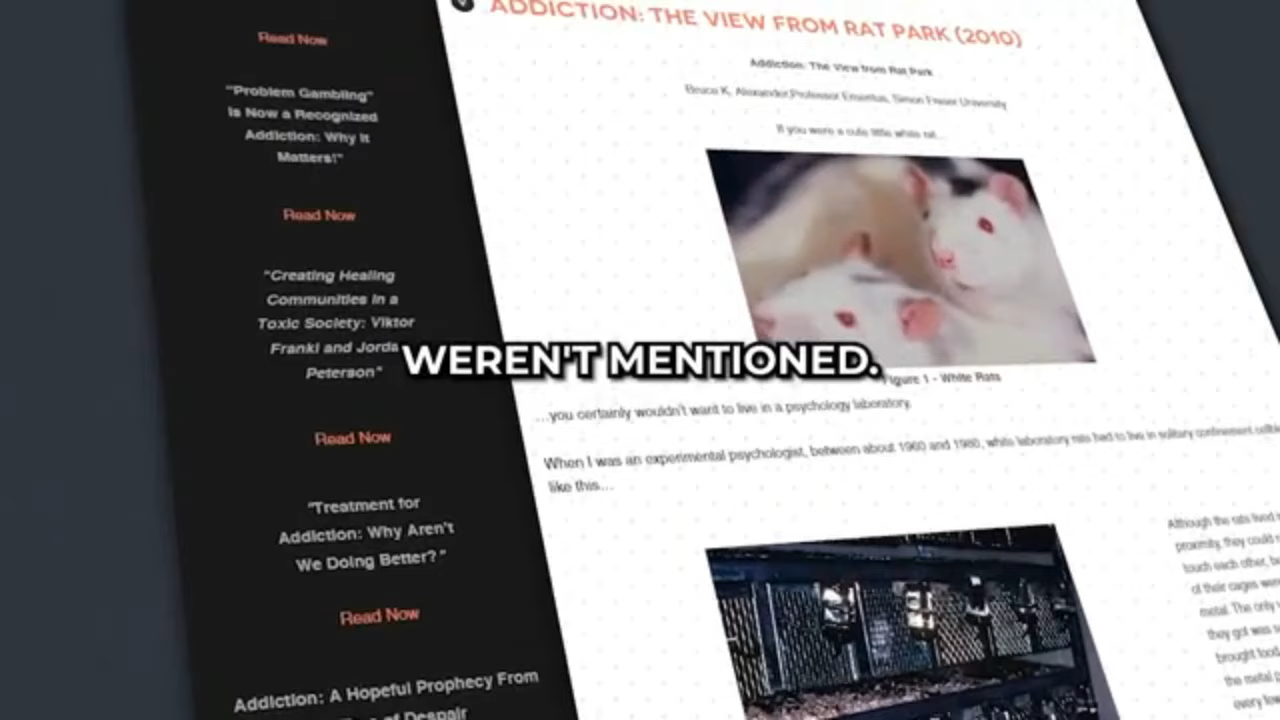 Read Now
"Problem Gambling"
Is Now a Recognized
Addiction: Why It
Matters!"
Read Now
"Creating Healing
Communities in a
Toxic Society: Viktor
Frankl and Jorda
Peterson"
Read Now
"Treatment for
Addiction: Why Aren't
We Doing Better?"
Read Now
Addiction: A Hopeful Prophecy From
of Despair
ADDICTION: THE VIEW FROM RAT PARK (2010)
Addiction: The View from Rat Park
Bruce K. Alexander,Professor Emeritus, Simon Fraser University
If you were a cute little white rat...
WEREN'T MENTIONED.
Figure 1 - White Rats
...you certainly wouldn't want to live in a psychology laboratory.
When I was an experimental psychologist, between about 1960 and 1980, while laboratory rats had to live in solitary confinement
like this...
Although the rats lived
proximity, they could
touch each other,
of their cages were
metal. The only
they got was
brought food
the metal
every